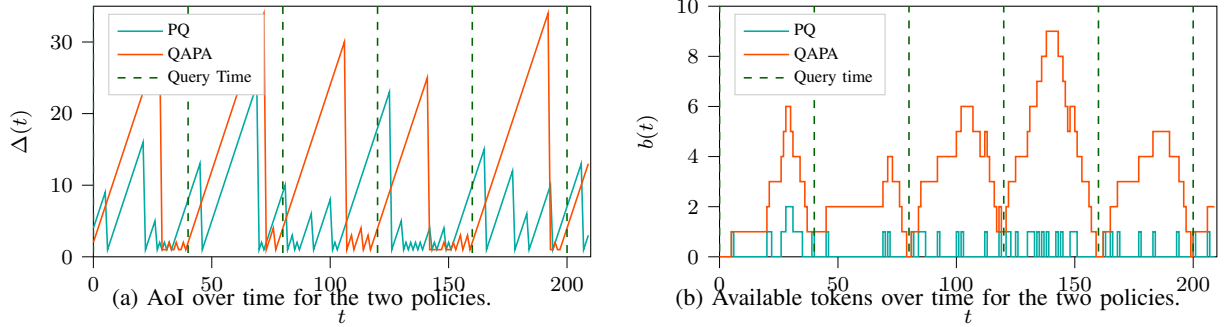 PQ
QAPA
Query Time
30
20
10
0
Δ(t)
0 50 100 150 200
t
(a) AoI over time for the two policies.
PQ
QAPA
Query time
10
8
6
4
2
0
b(t)
0 50 100 150 200
t
(b) Available tokens over time for the two policies.